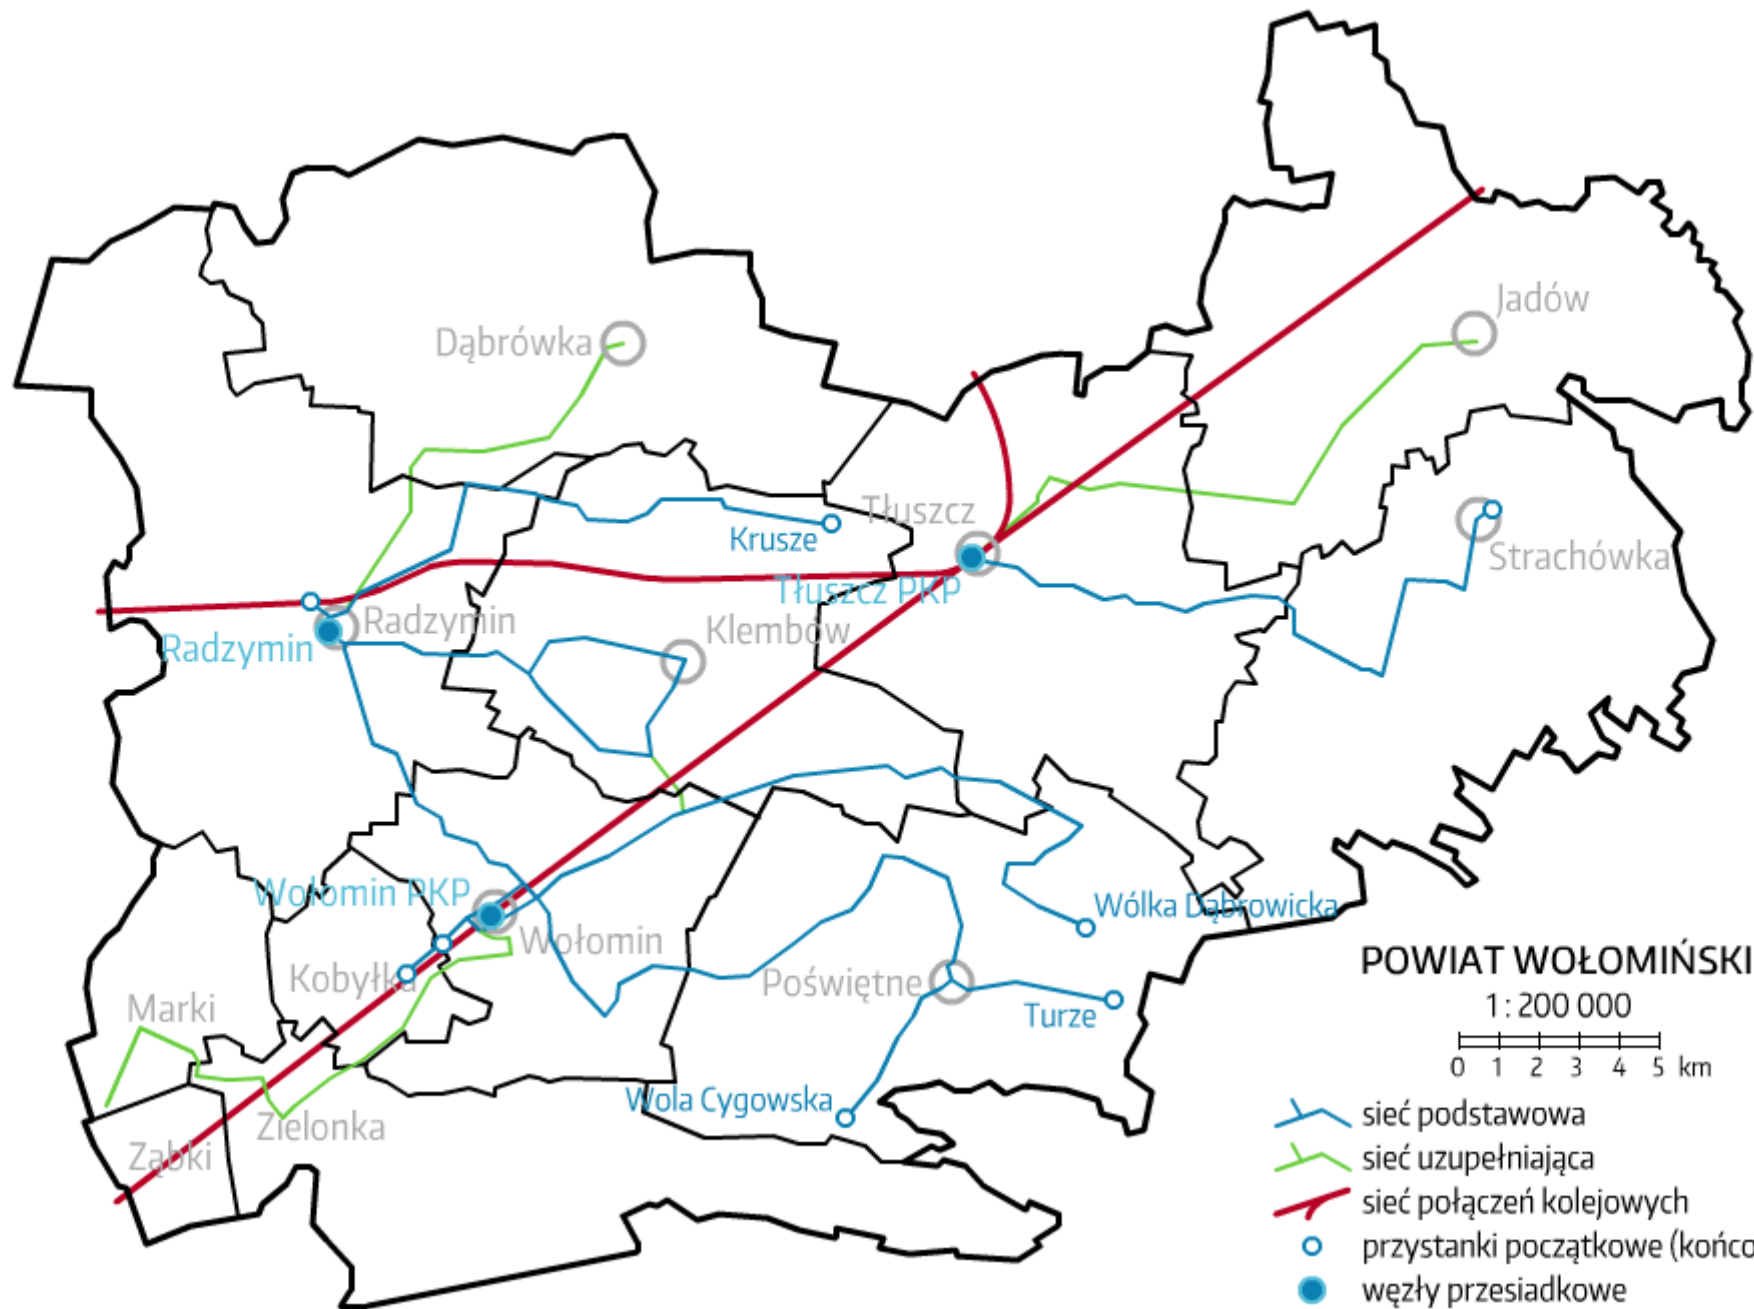 Jadów
Dąbrówka
Tłuszcz
Krusze
Strachówka
Tłuszcz PKP
Radzymin
Klembów
Radzymin
Wołomin PKP
Wólka Dąbrowicka
Wołomin
Kobyłka
Poświętne
Marki
Turze
Wola Cygowska
Zielonka
Ząbki
POWIAT WOŁOMIŃSKI
1 : 200 000
0 1 2 3 4 5 km
sieć podstawowa
sieć uzupełniająca
sieć połączeń kolejowych
przystanki początkowe (końco
węzły przesiadkowe